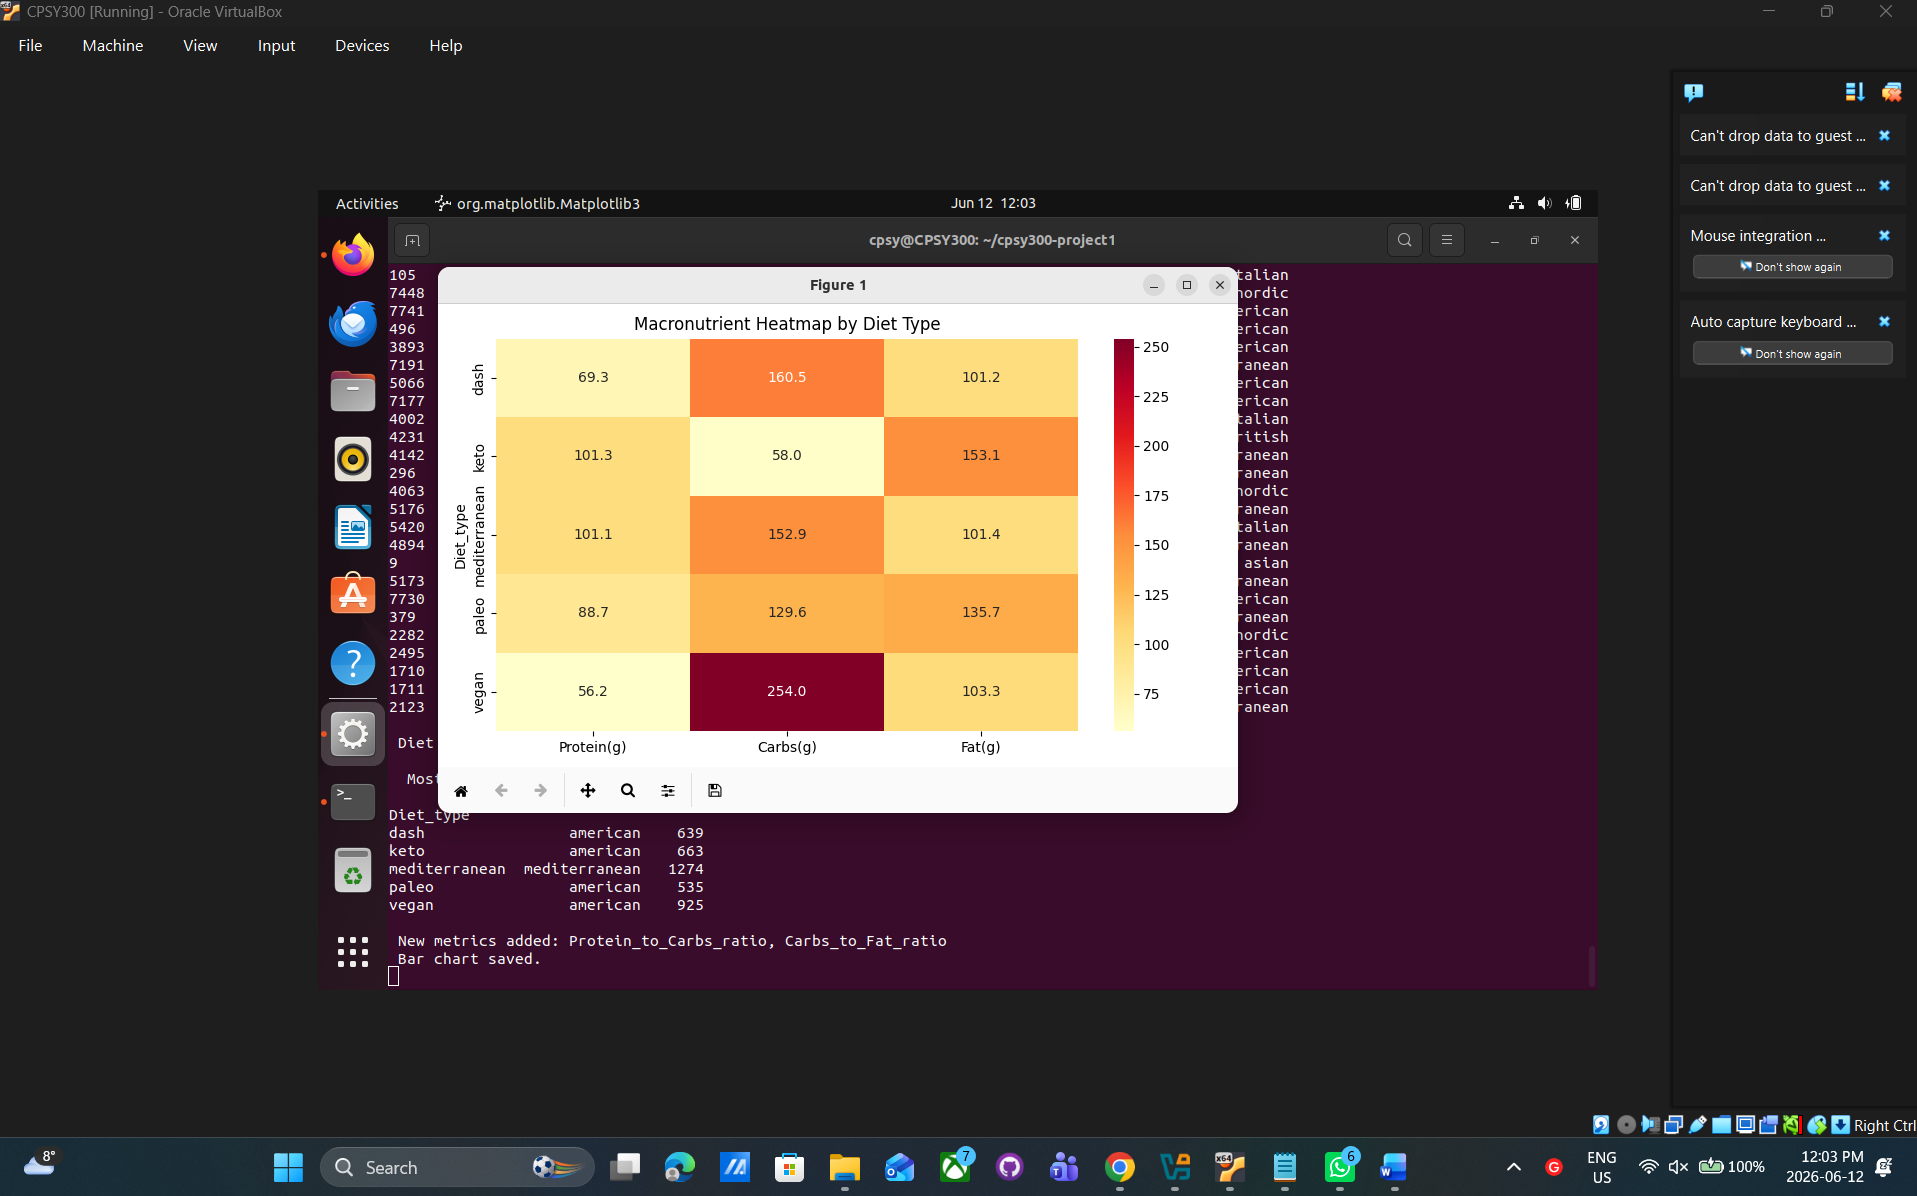 CPSY300 [Running] - Oracle VirtualBox
File Machine View Input Devices Help
Can't drop data to guest ...
Can't drop data to guest ...
Mouse integration ...
Don't show again
Auto capture keyboard ...
Don't show again
Activities org.matplotlib.Matplotlib3 Jun 12 12:03
cpsy@CPSY300: ~/cpsy300-project1
Figure 1
Macronutrient Heatmap by Diet Type
dash 69.3 160.5 101.2
keto 101.3 58.0 153.1
mediterranean 101.1 152.9 101.4
paleo 88.7 129.6 135.7
vegan 56.2 254.0 103.3
Diet_type
Protein(g) Carbs(g) Fat(g)
250
225
200
175
150
125
100
75
105 talian
7448 nordic
7741 erican
496 erican
3893 erican
7191 ranean
5066 erican
7177 erican
4002 talian
4231 ritish
4142 ranean
296 ranean
4063 nordic
5176 ranean
5420 talian
4894 ranean
9 asian
5173 ranean
7730 erican
379 ranean
2282 nordic
2495 erican
1710 erican
1711 erican
2123 ranean
Diet
Most
Diet_type
dash american 639
keto american 663
mediterranean mediterranean 1274
paleo american 535
vegan american 925
New metrics added: Protein_to_Carbs_ratio, Carbs_to_Fat_ratio
Bar chart saved.
Right Ctrl
8°
Search
7
6
ENG
US
100%
12:03 PM
2026-06-12